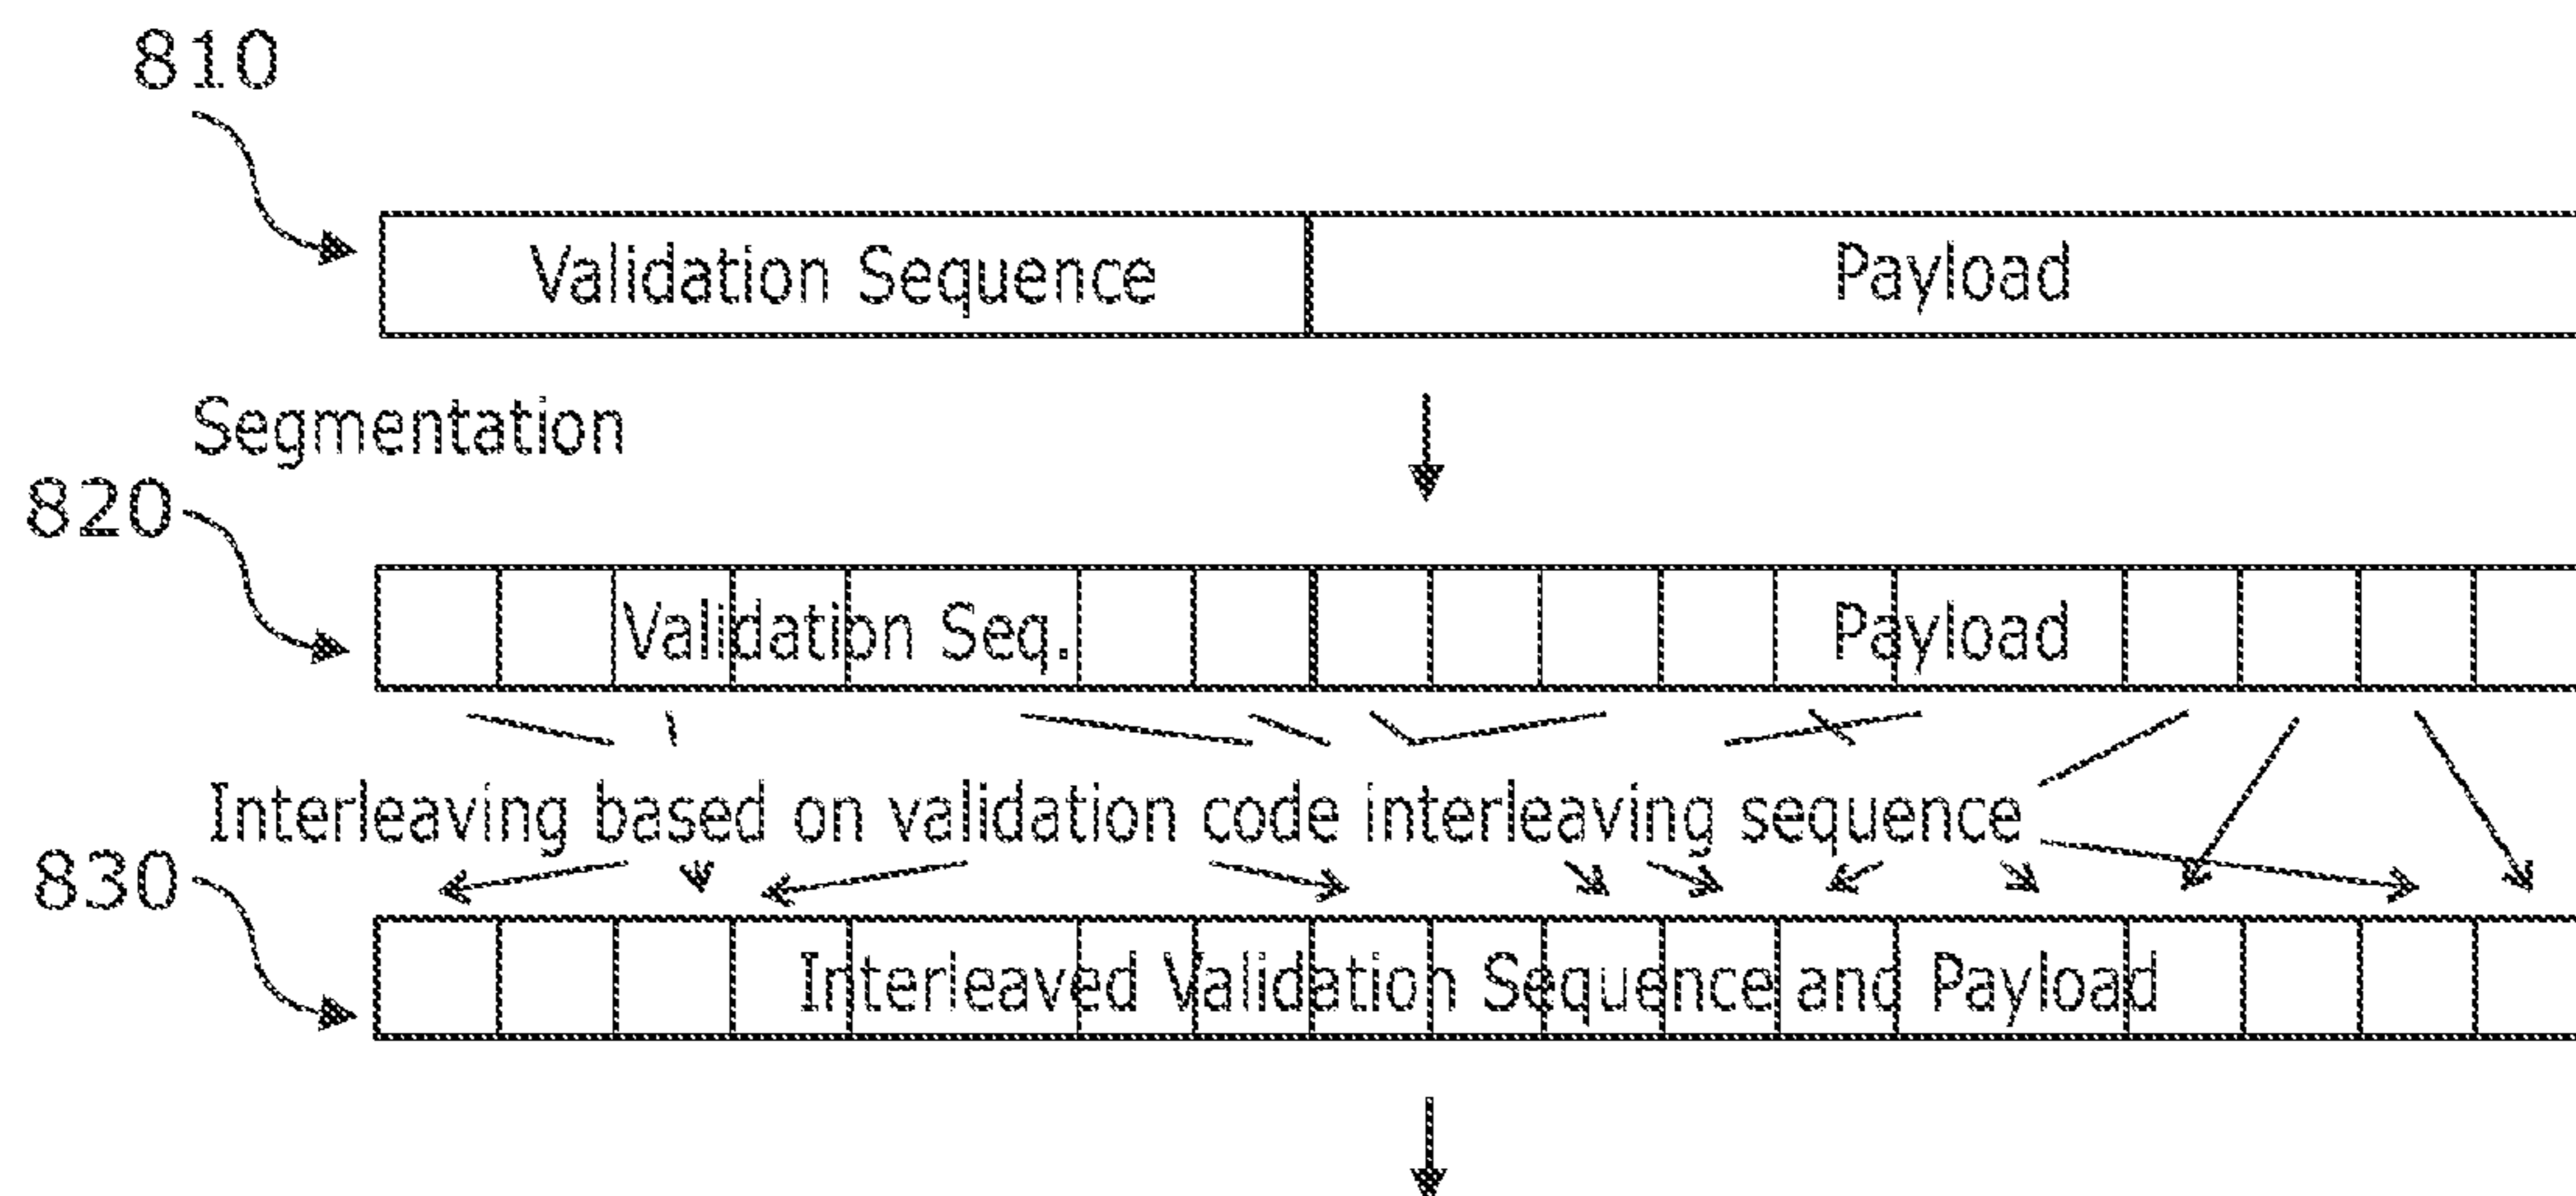 810
Validation Sequence Payload
Segmentation
820
Validation Seq. Payload
Interleaving based on validation code interleaving sequence
830
Interleaved Validation Sequence and Payload